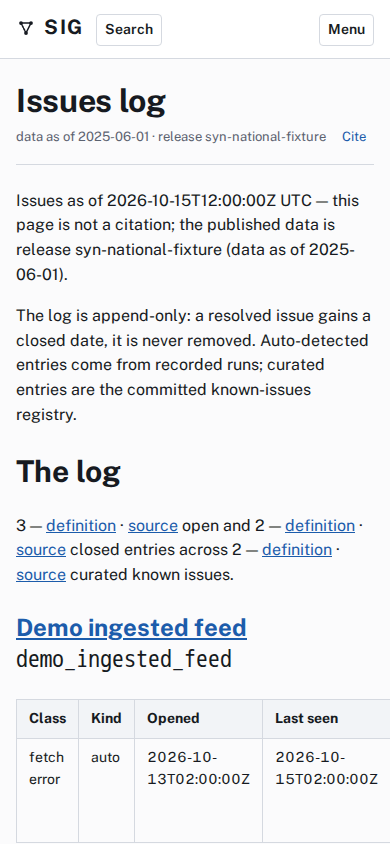 SIG Search Menu
Issues log
data as of 2025-06-01 · release syn-national-fixture Cite
Issues as of 2026-10-15T12:00:00Z UTC — this
page is not a citation; the published data is
release syn-national-fixture (data as of 2025-
06-01).
The log is append-only: a resolved issue gains a
closed date, it is never removed. Auto-detected
entries come from recorded runs; curated
entries are the committed known-issues
registry.
The log
3 — definition · source open and 2 — definition ·
source closed entries across 2 — definition ·
source curated known issues.
Demo ingested feed
demo_ingested_feed
Class Kind Opened Last seen
fetch auto 2026-10- 2026-10-
error 13T02:00:00Z 15T02:00:00Z